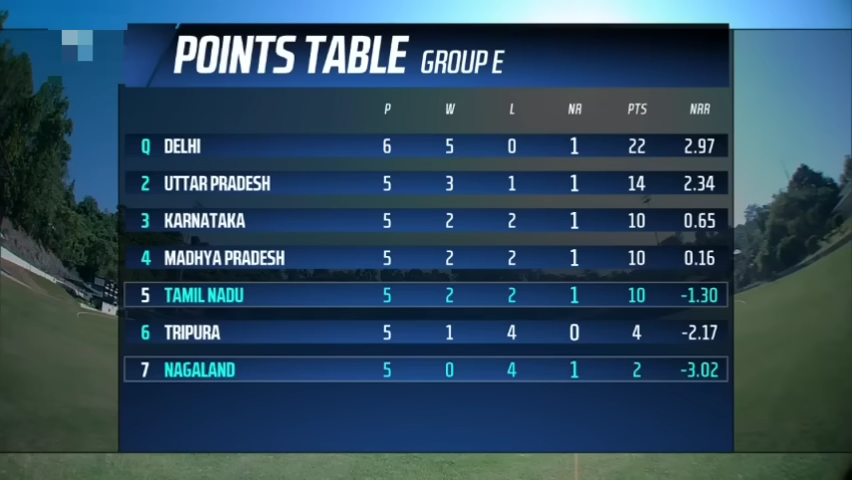 POINTS TABLE GROUP E
P W L NR PTS NRR
Q DELHI 6 5 0 1 22 2.97
2 UTTAR PRADESH 5 3 1 1 14 2.34
3 KARNATAKA 5 2 2 1 10 0.65
4 MADHYA PRADESH 5 2 2 1 10 0.16
5 TAMIL NADU 5 2 2 1 10 -1.30
6 TRIPURA 5 1 4 0 4 -2.17
7 NAGALAND 5 0 4 1 2 -3.02